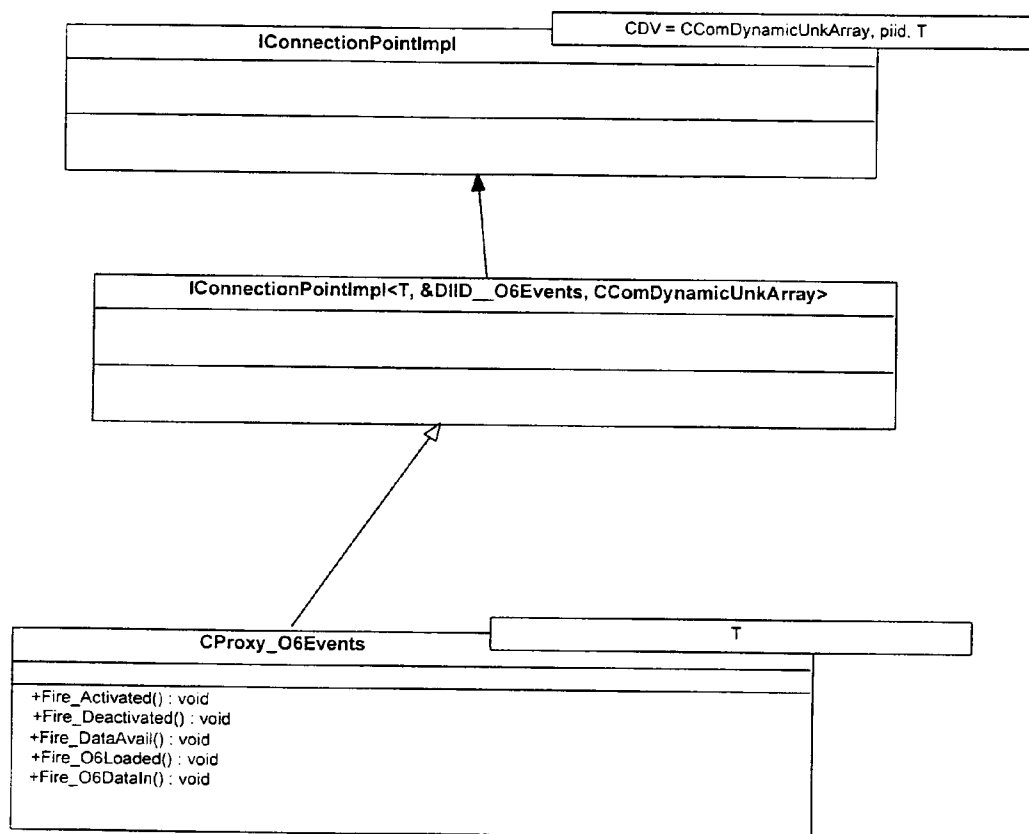 CDV = CComDynamicUnkArray, piid, T
IConnectionPointImpl
IConnectionPointImpl<T, &DIID__O6Events, CComDynamicUnkArray>
T
CProxy_O6Events
+Fire_Activated() : void
+Fire_Deactivated() : void
+Fire_DataAvail() : void
+Fire_O6Loaded() : void
+Fire_O6DataIn() : void